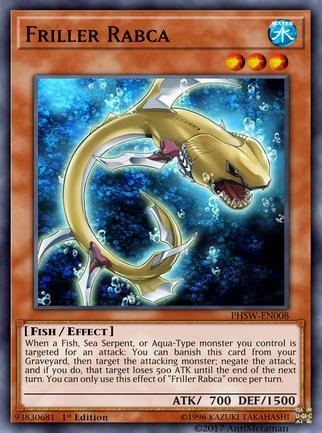 FRILLER RABCA
WATER
水
PHSW-EN008
[FISH / EFFECT]
When a Fish, Sea Serpent, or Aqua-Type monster you control
is targeted for an attack: You can banish this card from your
Graveyard, then target the attacking monster; negate the attack,
and if you do, that target loses 500 ATK until the end of the next
turn. You can only use this effect of "Friller Rabca" once per turn.
ATK/ 700 DEF/1500
93830681 1st Edition
©1996 KAZUKI TAKAHASHI
©2017 AntiMetaman